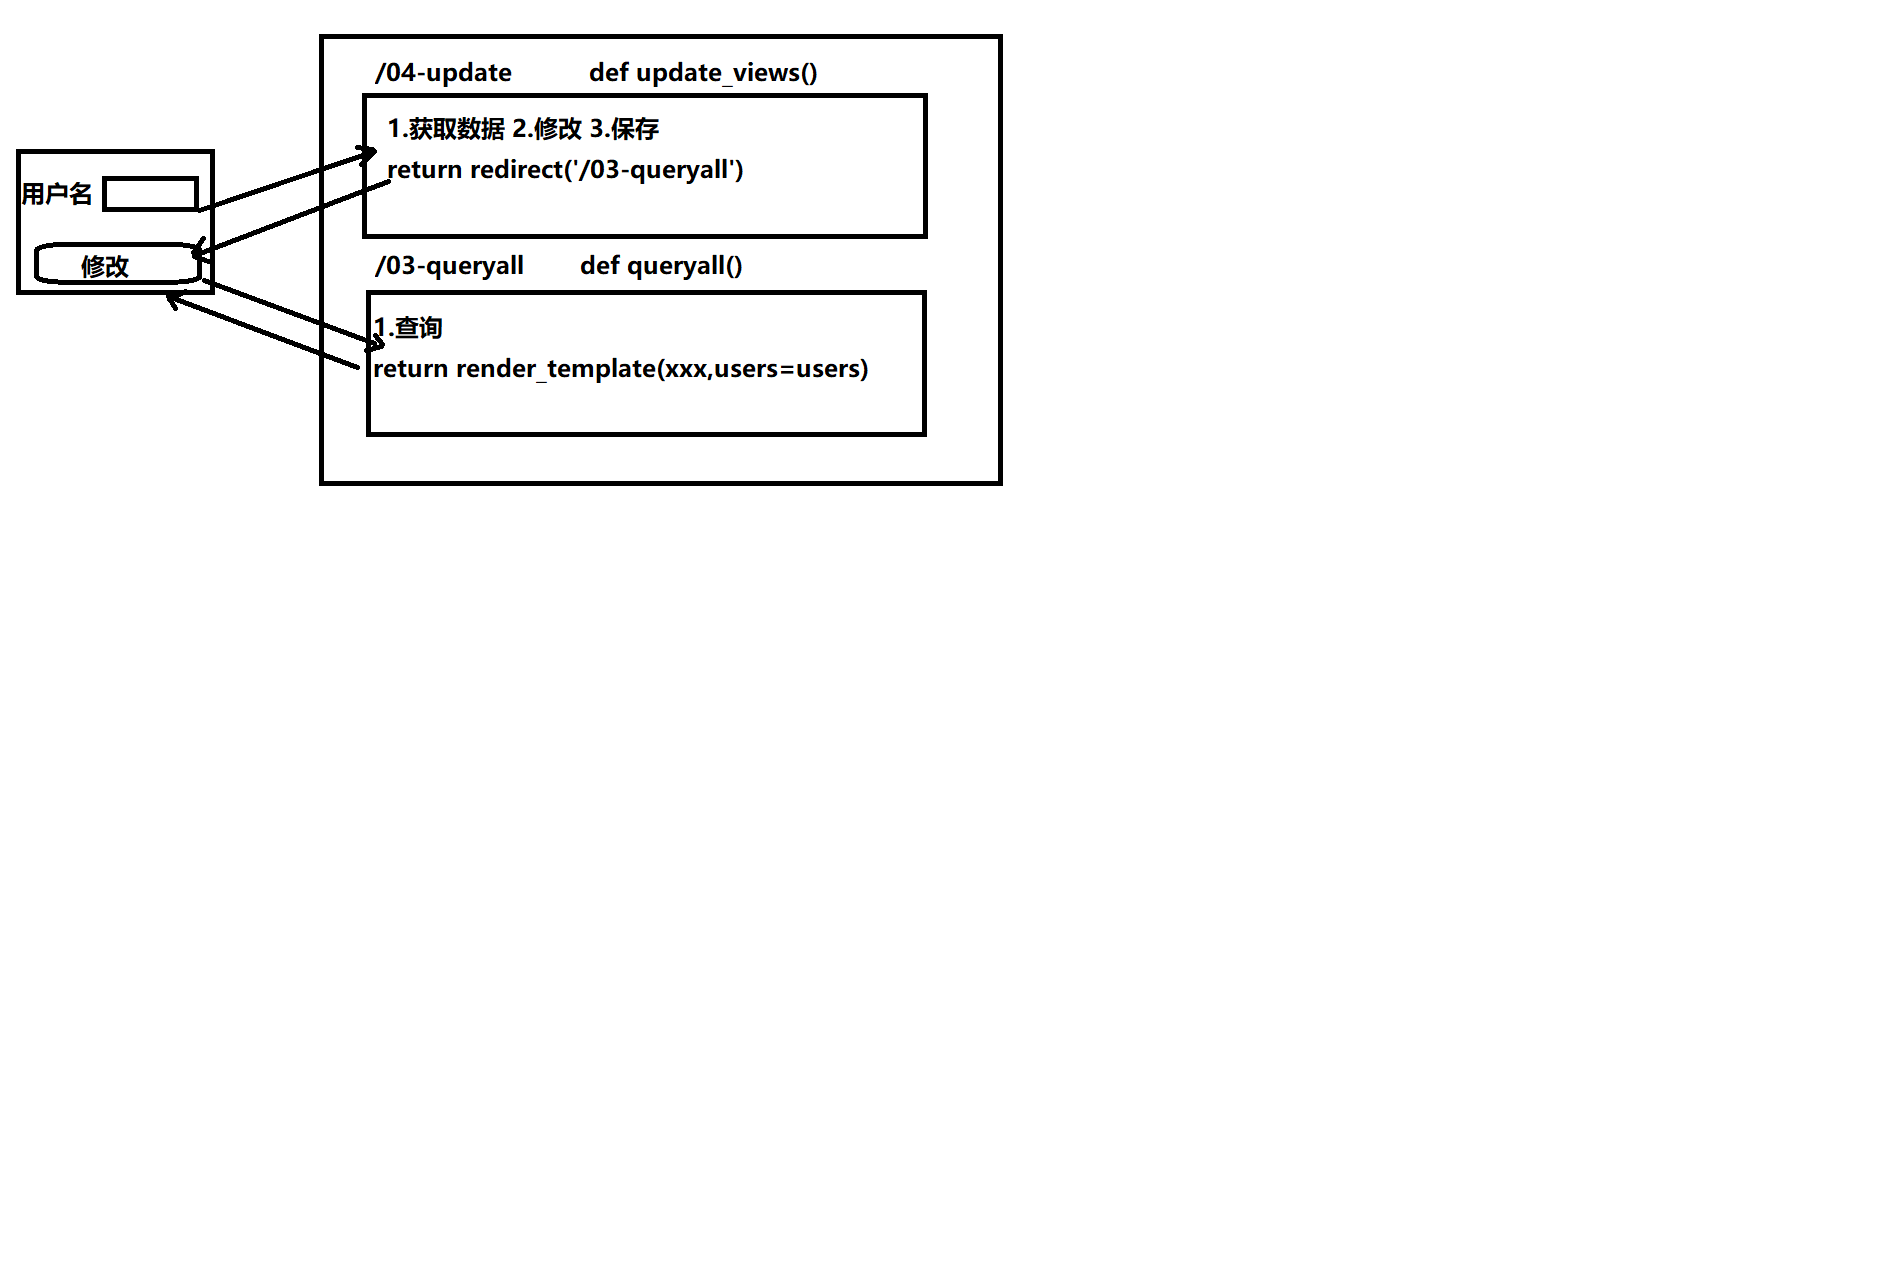 /04-update def update_views()
1.获取数据 2.修改 3.保存
return redirect('/03-queryall')
用户名
修改
/03-queryall def queryall()
1.查询
return render_template(xxx,users=users)